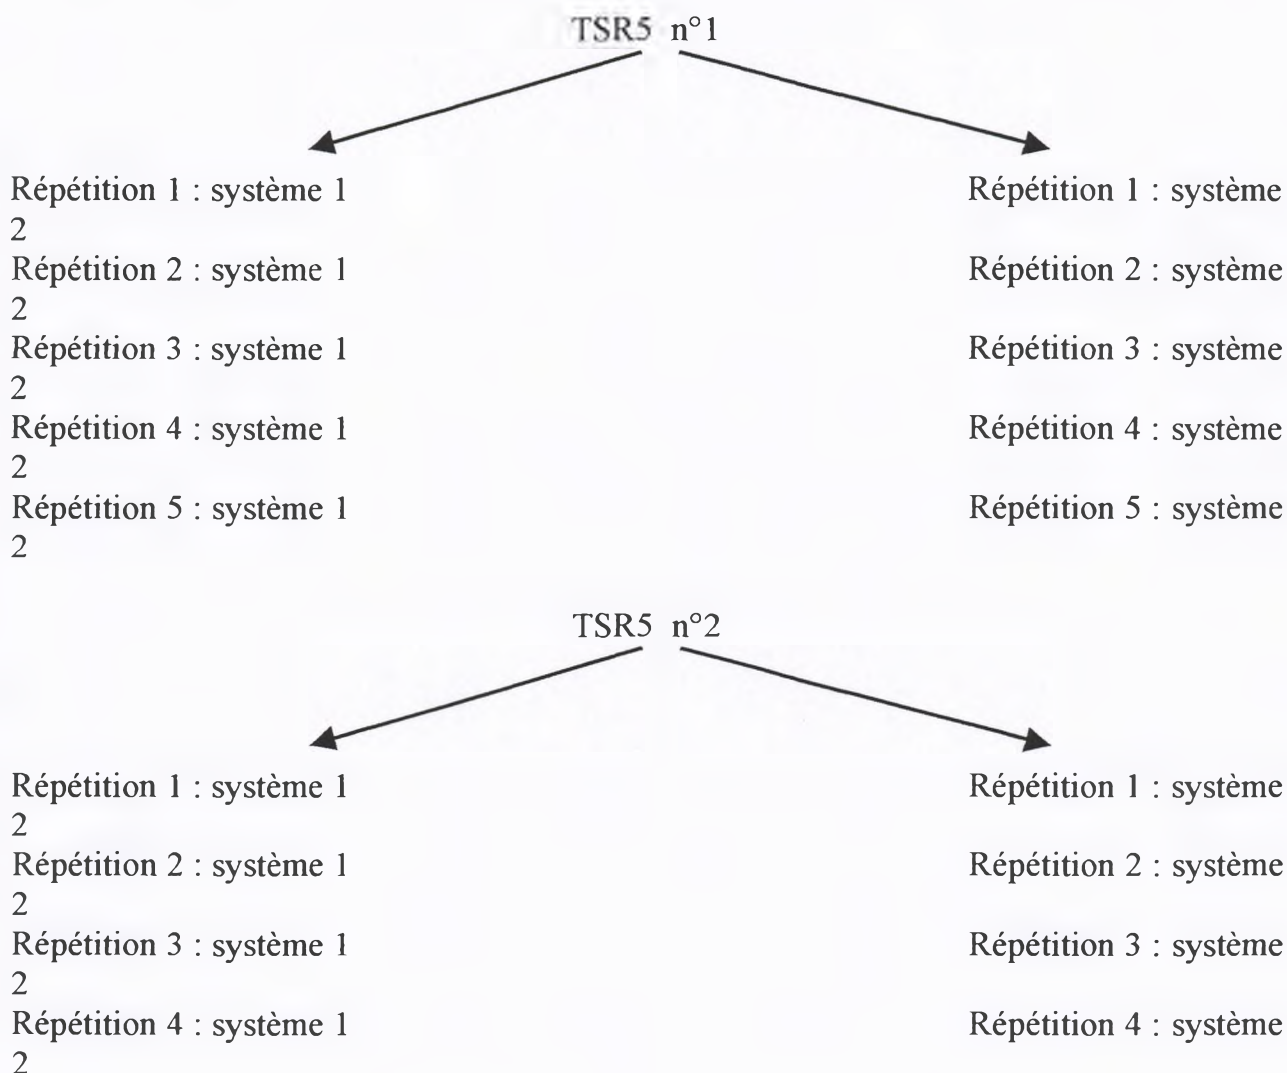 TSR5 n°1
Répétition 1 : système 1 Répétition 1 : système
2
Répétition 2 : système 1 Répétition 2 : système
2
Répétition 3 : système 1 Répétition 3 : système
2
Répétition 4 : système 1 Répétition 4 : système
2
Répétition 5 : système 1 Répétition 5 : système
2
TSR5 n°2
Répétition 1 : système 1 Répétition 1 : système
2
Répétition 2 : système 1 Répétition 2 : système
2
Répétition 3 : système 1 Répétition 3 : système
2
Répétition 4 : système 1 Répétition 4 : système
2